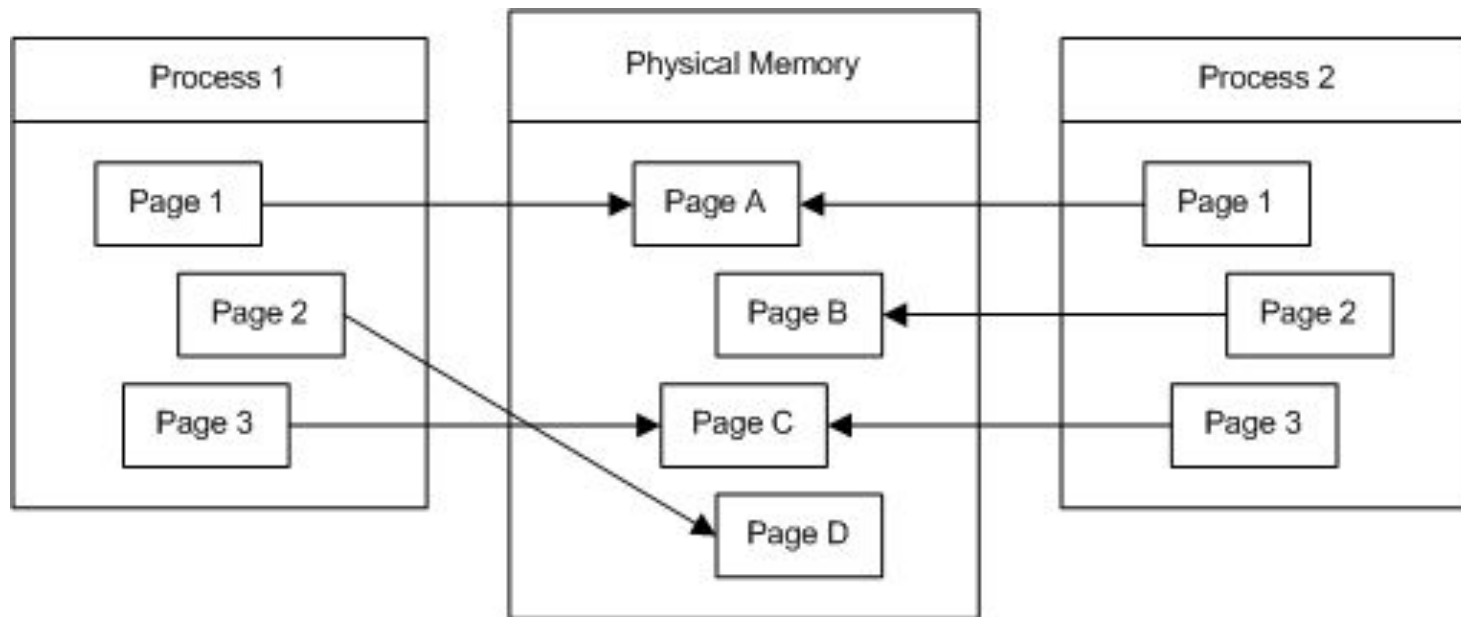 Process 1
Page 1
Page 2
Page 3
Physical Memory
Page A
Page B
Page C
Page D
Process 2
Page 1
Page 2
Page 3